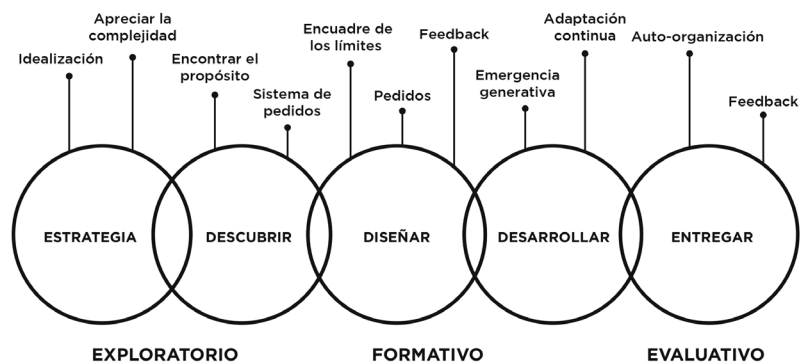 Idealización
Apreciar la
complejidad
Encontrar el
propósito
Sistema de
pedidos
Encuadre de
los límites
Pedidos
Feedback
Emergencia
generativa
Adaptación
continua
Auto-organización
Feedback
ESTRATEGIA
DESCUBRIR
DISEÑAR
DESARROLLAR
ENTREGAR
EXPLORATORIO
FORMATIVO
EVALUATIVO